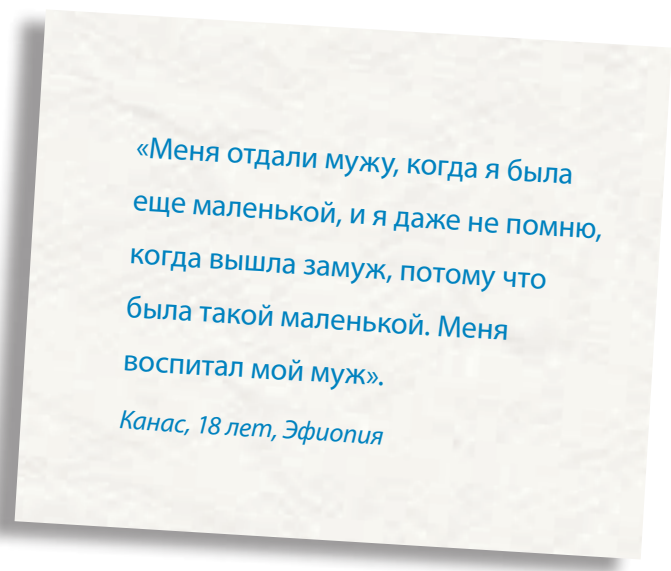 «Меня отдали мужу, когда я была
еще маленькой, и я даже не помню,
когда вышла замуж, потому что
была такой маленькой. Меня
воспитал мой муж».
Канас, 18 лет, Эфиопия